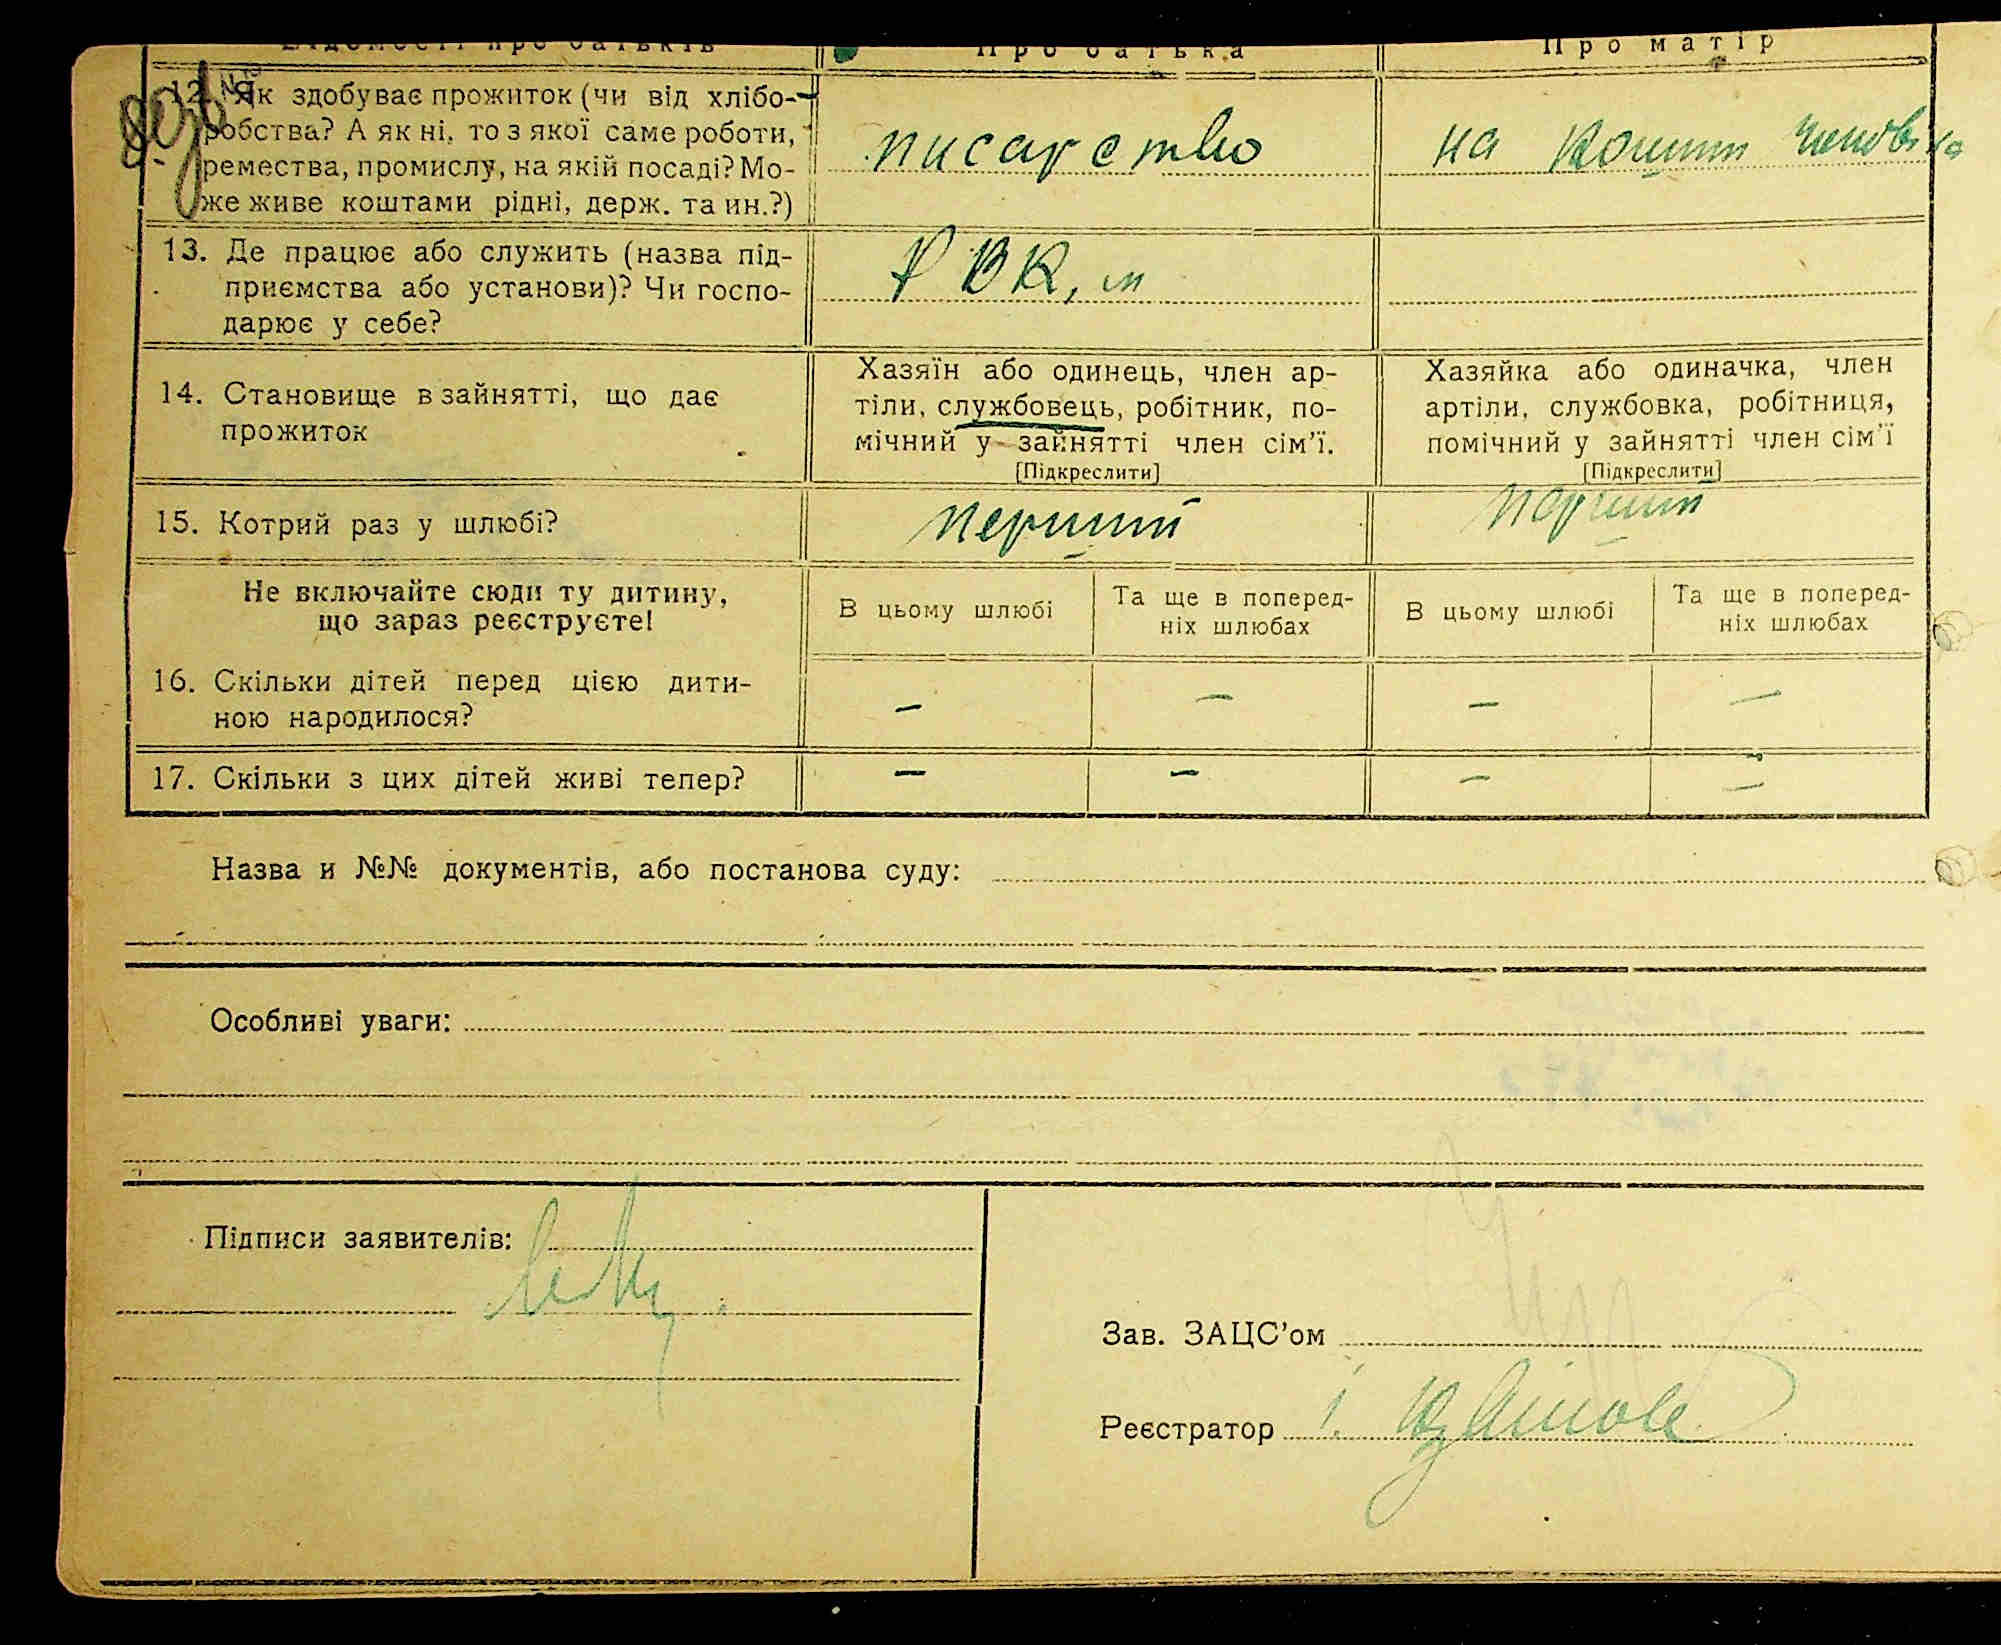 Відомості про батьків Про батька Про матір
12. Як здобуває прожиток (чи від хлібо-
робства? А як ні, то з якої саме роботи,
ремества, промислу, на якій посаді? Мо-
же живе коштами рідні, держ. та ин.?)
писарство
на кошти чоловіка
13. Де працює або служить (назва під-
приємства або установи)? Чи госпо-
дарює у себе?
РВК,
14. Становище в зайнятті, що дає
прожиток
Хазяїн або одинець, член ар-
тіли, службовець, робітник, по-
мічний у зайнятті член сім'ї.
[Підкреслити]
Хазяйка або одиначка, член
артіли, службовка, робітниця,
помічний у зайнятті член сім'ї
[Підкреслити]
15. Котрий раз у шлюбі?
перший
перший
Не включайте сюди ту дитину,
що зараз реєструєте!
В цьому шлюбі
Та ще в поперед-
ніх шлюбах
В цьому шлюбі
Та ще в поперед-
ніх шлюбах
16. Скільки дітей перед цією дити-
ною народилося?
— — — —
17. Скільки з цих дітей живі тепер?
— — — —
Назва и №№ документів, або постанова суду:
Особливі уваги:
Підписи заявителів:
Зав. ЗАЦС'ом
Реєстратор